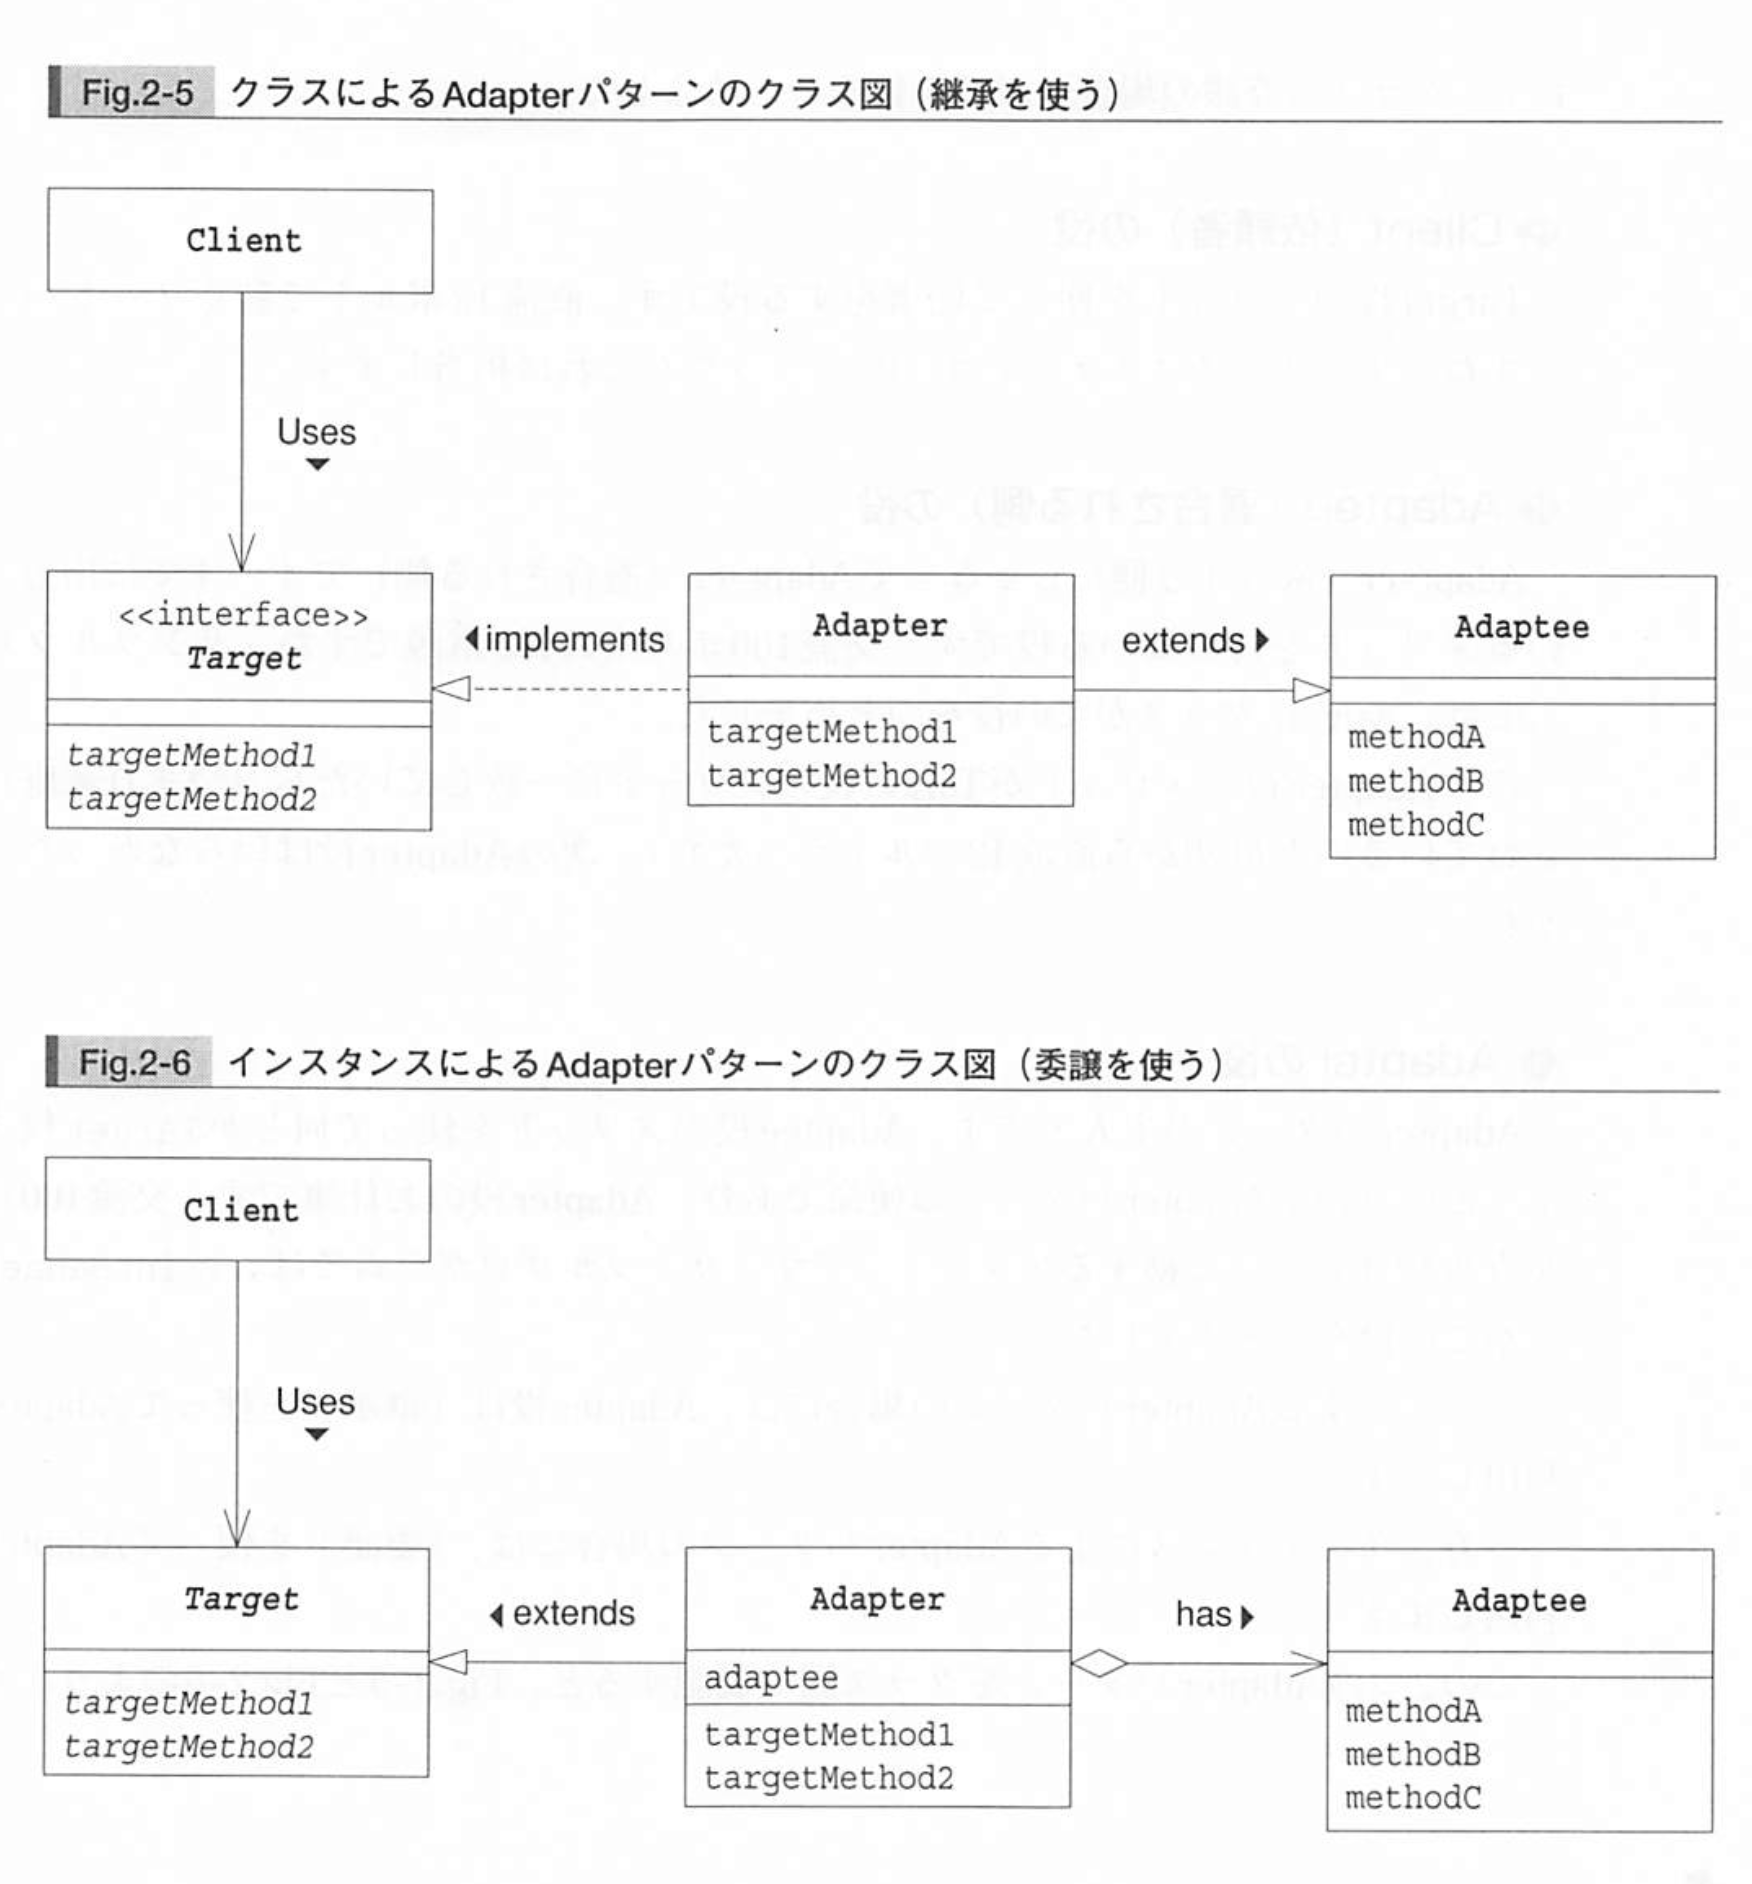 Fig.2-5 クラスによるAdapterパターンのクラス図（継承を使う）
Client
Uses
<<interface>>
Target
targetMethod1
targetMethod2
implements
Adapter
targetMethod1
targetMethod2
extends
Adaptee
methodA
methodB
methodC
Fig.2-6 インスタンスによるAdapterパターンのクラス図（委譲を使う）
Client
Uses
Target
targetMethod1
targetMethod2
extends
Adapter
adaptee
targetMethod1
targetMethod2
has
Adaptee
methodA
methodB
methodC